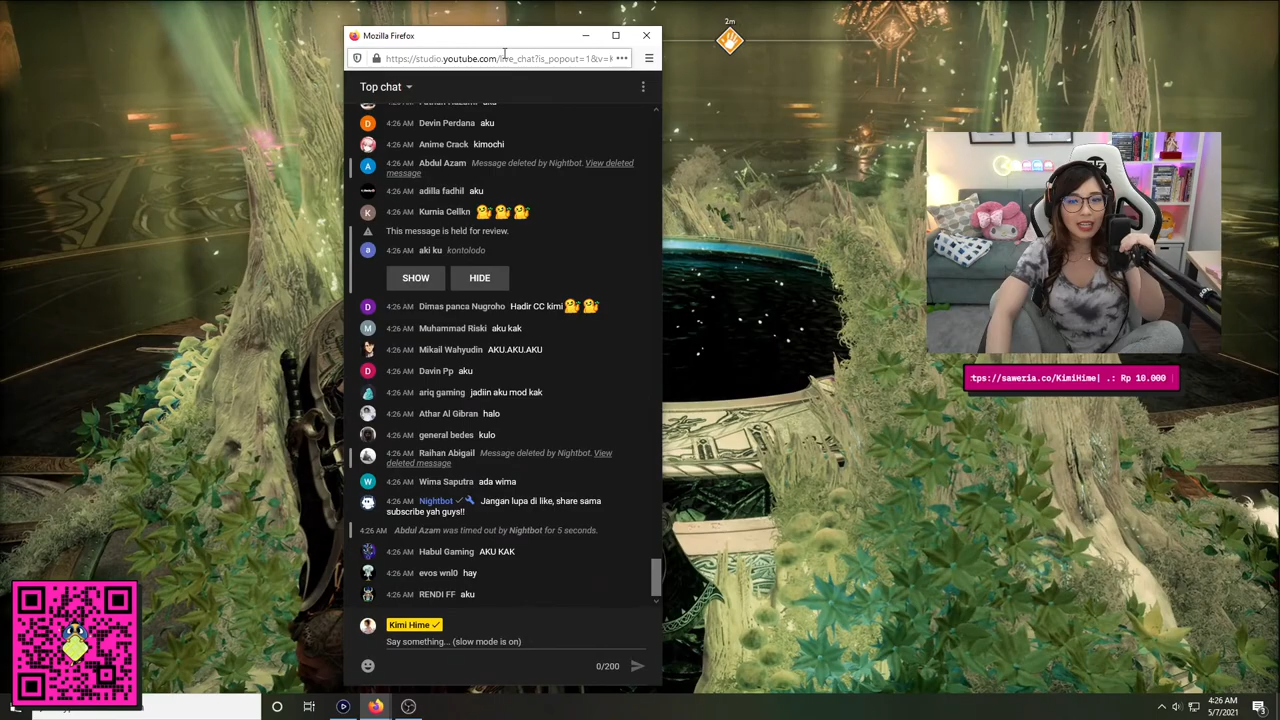 2m
Mozilla Firefox
https://studio.youtube.com/live_chat?is_popout=1&v=
Top chat
4:26 AM Devin Perdana aku
4:26 AM Anime Crack kimochi
4:26 AM Abdul Azam Message deleted by Nightbot. View deleted
message
4:26 AM adilla fadhil aku
4:26 AM Kurnia Cellkn
This message is held for review.
4:26 AM aki ku kontolodo
SHOW HIDE
4:26 AM Dimas panca Nugroho Hadir CC kimi
4:26 AM Muhammad Riski aku kak
4:26 AM Mikail Wahyudin AKU.AKU.AKU
4:26 AM Davin Pp aku
4:26 AM ariq gaming jadiin aku mod kak
4:26 AM Athar Al Gibran halo
4:26 AM general bedes kulo
4:26 AM Raihan Abigail Message deleted by Nightbot. View
deleted message
4:26 AM Wima Saputra ada wima
4:26 AM Nightbot Jangan lupa di like, share sama
subscribe yah guys!!
4:26 AM Abdul Azam was timed out by Nightbot for 5 seconds.
4:26 AM Habul Gaming AKU KAK
4:26 AM evos wnl0 hay
4:26 AM RENDI FF aku
Kimi Hime
Say something... (slow mode is on)
0/200
tps://saweria.co/KimiHime| .: Rp 10.000 |
4:26 AM
5/7/2021
3